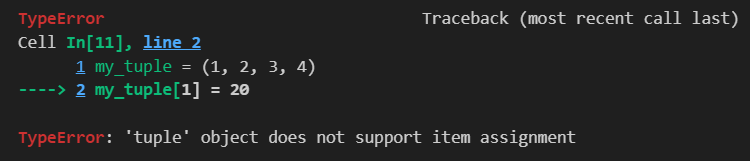 TypeError Traceback (most recent call last)
Cell In[11], line 2
1 my_tuple = (1, 2, 3, 4)
----> 2 my_tuple[1] = 20
TypeError: 'tuple' object does not support item assignment